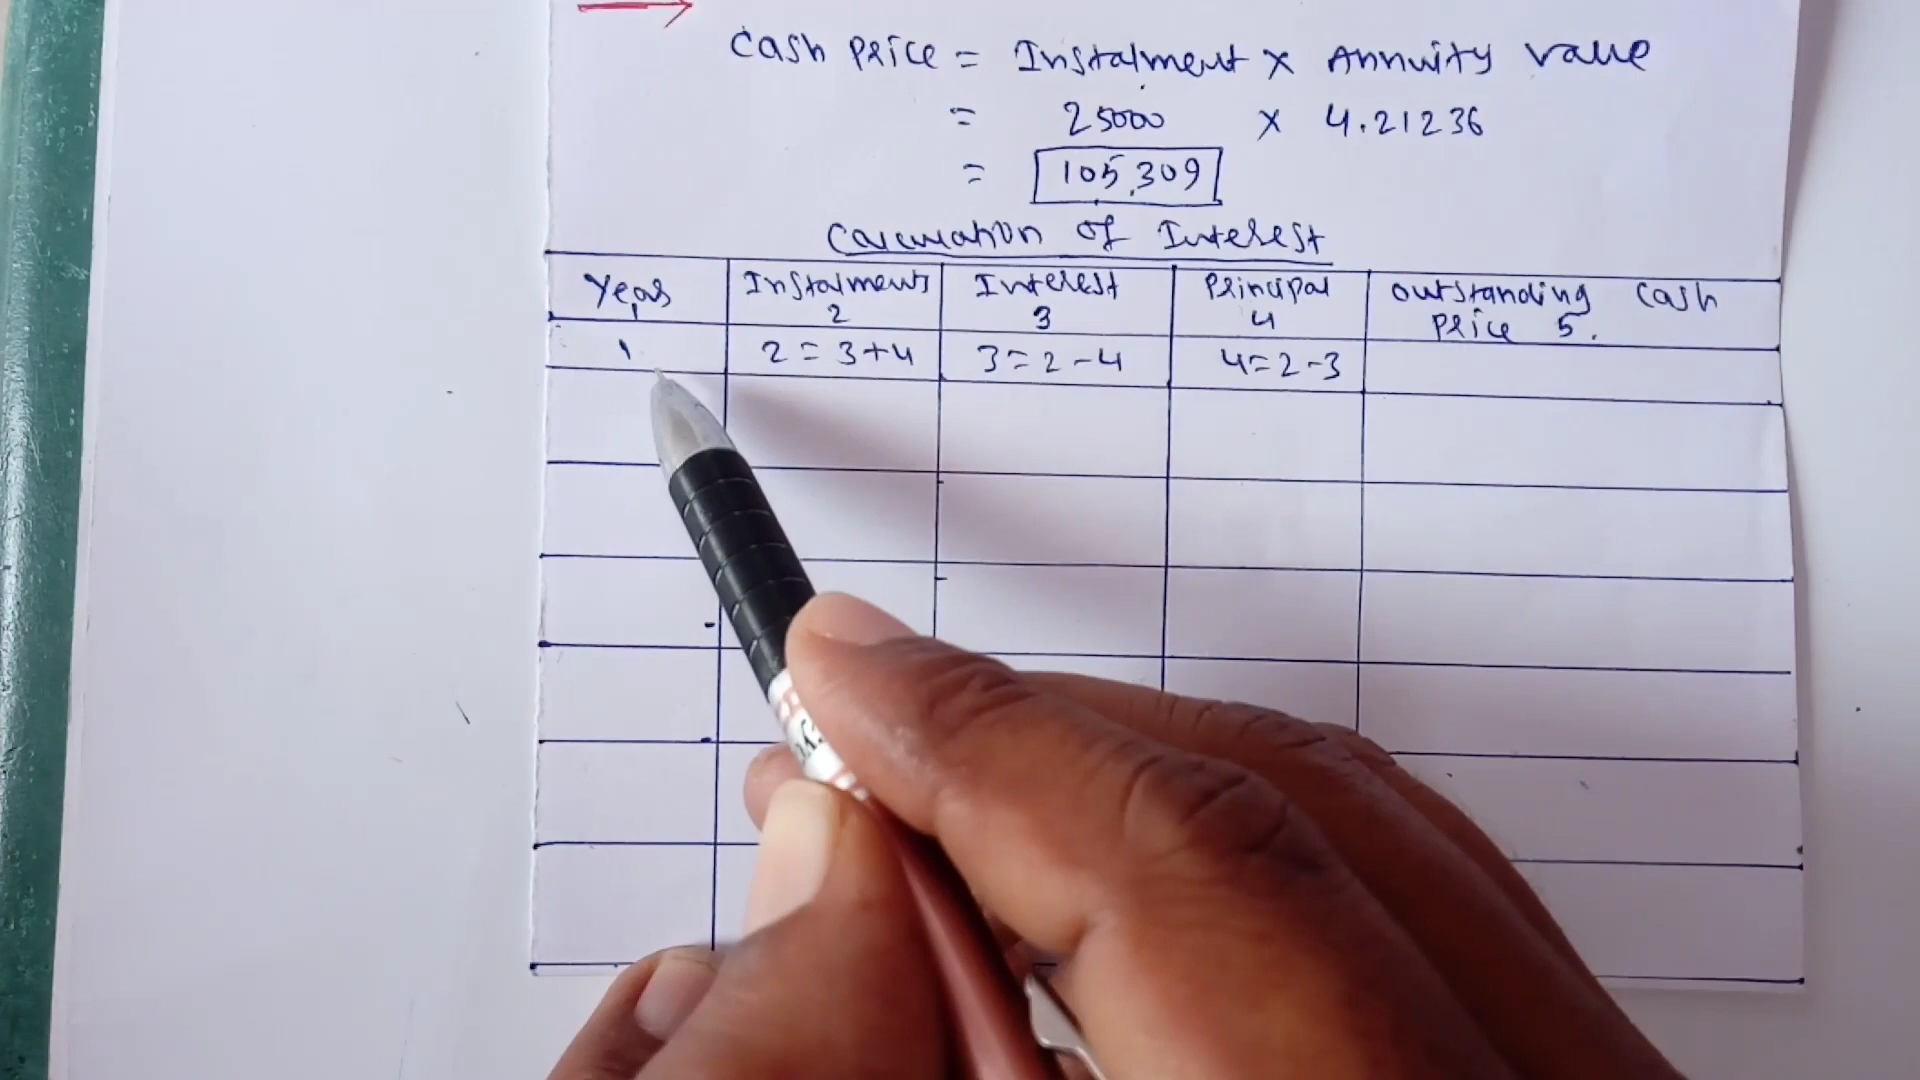 Cash Price = Instalment × Annuity value
= 25000 × 4.21236
= 105,309
Calculation of Interest
Years Instalments Interest Principal Outstanding Cash
1 2 3 4 Price 5.
1 2 = 3+4 3 = 2 - 4 4 = 2 - 3